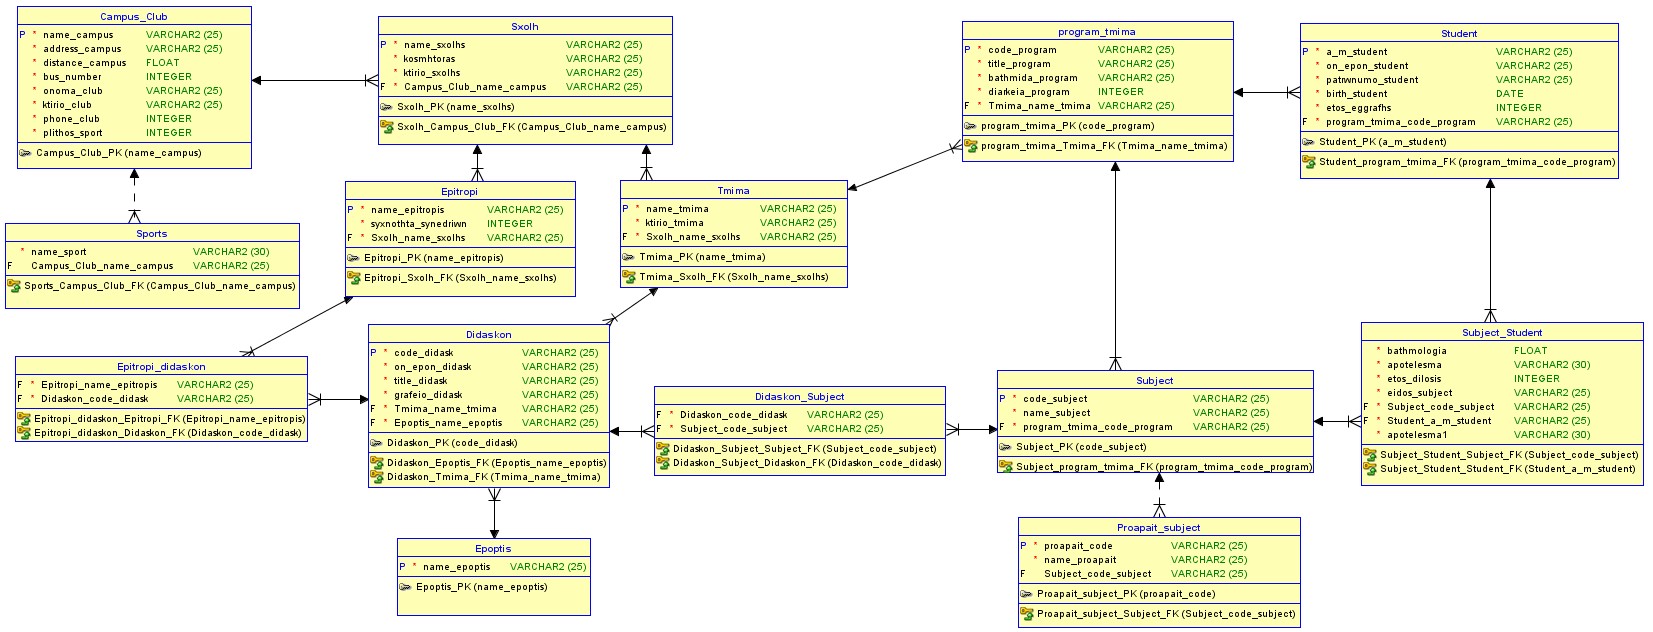 Campus_Club
P * name_campus VARCHAR2 (25)
* address_campus VARCHAR2 (25)
* distance_campus FLOAT
* bus_number INTEGER
* onoma_club VARCHAR2 (25)
* ktirio_club VARCHAR2 (25)
* phone_club INTEGER
* plithos_sport INTEGER
Campus_Club_PK (name_campus)
Sxolh
P * name_sxolhs VARCHAR2 (25)
* kosmhtoras VARCHAR2 (25)
* ktirio_sxolhs VARCHAR2 (25)
F * Campus_Club_name_campus VARCHAR2 (25)
Sxolh_PK (name_sxolhs)
Sxolh_Campus_Club_FK (Campus_Club_name_campus)
program_tmima
P * code_program VARCHAR2 (25)
* title_program VARCHAR2 (25)
* bathmida_program VARCHAR2 (25)
* diarkeia_program INTEGER
F * Tmima_name_tmima VARCHAR2 (25)
program_tmima_PK (code_program)
program_tmima_Tmima_FK (Tmima_name_tmima)
Student
P * a_m_student VARCHAR2 (25)
* on_epon_student VARCHAR2 (25)
* patrwnumo_student VARCHAR2 (25)
* birth_student DATE
* etos_eggrafhs INTEGER
F * program_tmima_code_program VARCHAR2 (25)
Student_PK (a_m_student)
Student_program_tmima_FK (program_tmima_code_program)
Sports
* name_sport VARCHAR2 (30)
F Campus_Club_name_campus VARCHAR2 (25)
Sports_Campus_Club_FK (Campus_Club_name_campus)
Epitropi
P * name_epitropis VARCHAR2 (25)
* syxnothta_synedriwn INTEGER
F * Sxolh_name_sxolhs VARCHAR2 (25)
Epitropi_PK (name_epitropis)
Epitropi_Sxolh_FK (Sxolh_name_sxolhs)
Tmima
P * name_tmima VARCHAR2 (25)
* ktirio_tmima VARCHAR2 (25)
F * Sxolh_name_sxolhs VARCHAR2 (25)
Tmima_PK (name_tmima)
Tmima_Sxolh_FK (Sxolh_name_sxolhs)
Epitropi_didaskon
F * Epitropi_name_epitropis VARCHAR2 (25)
F * Didaskon_code_didask VARCHAR2 (25)
Epitropi_didaskon_Epitropi_FK (Epitropi_name_epitropis)
Epitropi_didaskon_Didaskon_FK (Didaskon_code_didask)
Didaskon
P * code_didask VARCHAR2 (25)
* on_epon_didask VARCHAR2 (25)
* title_didask VARCHAR2 (25)
* grafeio_didask VARCHAR2 (25)
F * Tmima_name_tmima VARCHAR2 (25)
F * Epoptis_name_epoptis VARCHAR2 (25)
Didaskon_PK (code_didask)
Didaskon_Epoptis_FK (Epoptis_name_epoptis)
Didaskon_Tmima_FK (Tmima_name_tmima)
Didaskon_Subject
F * Didaskon_code_didask VARCHAR2 (25)
F * Subject_code_subject VARCHAR2 (25)
Didaskon_Subject_Subject_FK (Subject_code_subject)
Didaskon_Subject_Didaskon_FK (Didaskon_code_didask)
Subject
P * code_subject VARCHAR2 (25)
* name_subject VARCHAR2 (25)
F * program_tmima_code_program VARCHAR2 (25)
Subject_PK (code_subject)
Subject_program_tmima_FK (program_tmima_code_program)
Subject_Student
* bathmologia FLOAT
* apotelesma VARCHAR2 (30)
* etos_dilosis INTEGER
* eidos_subject VARCHAR2 (25)
F * Subject_code_subject VARCHAR2 (25)
F * Student_a_m_student VARCHAR2 (25)
* apotelesma1 VARCHAR2 (30)
Subject_Student_Subject_FK (Subject_code_subject)
Subject_Student_Student_FK (Student_a_m_student)
Epoptis
P * name_epoptis VARCHAR2 (25)
Epoptis_PK (name_epoptis)
Proapait_subject
P * proapait_code VARCHAR2 (25)
* name_proapait VARCHAR2 (25)
F Subject_code_subject VARCHAR2 (25)
Proapait_subject_PK (proapait_code)
Proapait_subject_Subject_FK (Subject_code_subject)